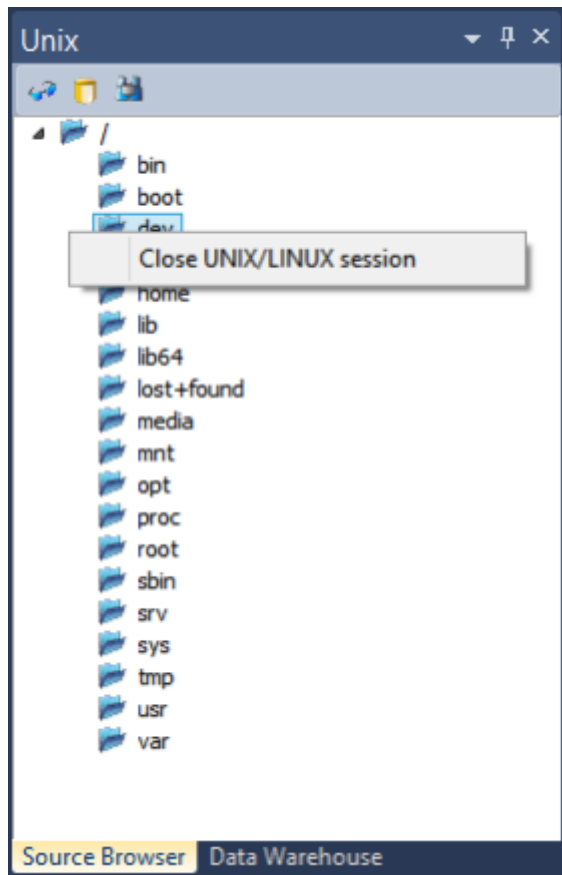 Unix
/
bin
boot
dev
Close UNIX/LINUX session
home
lib
lib64
lost+found
media
mnt
opt
proc
root
sbin
srv
sys
tmp
usr
var
Source Browser
Data Warehouse